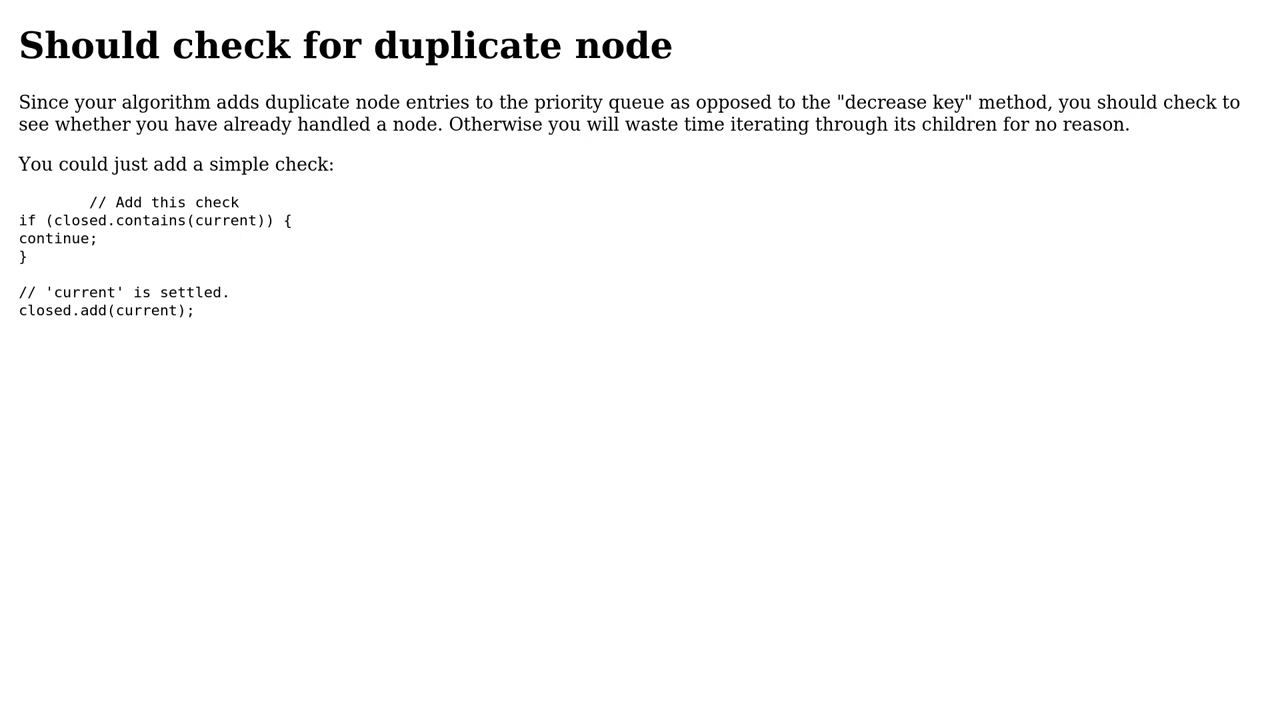 Should check for duplicate node
Since your algorithm adds duplicate node entries to the priority queue as opposed to the "decrease key" method, you should check to
see whether you have already handled a node. Otherwise you will waste time iterating through its children for no reason.
You could just add a simple check:
        // Add this check
if (closed.contains(current)) {
continue;
}
// 'current' is settled.
closed.add(current);